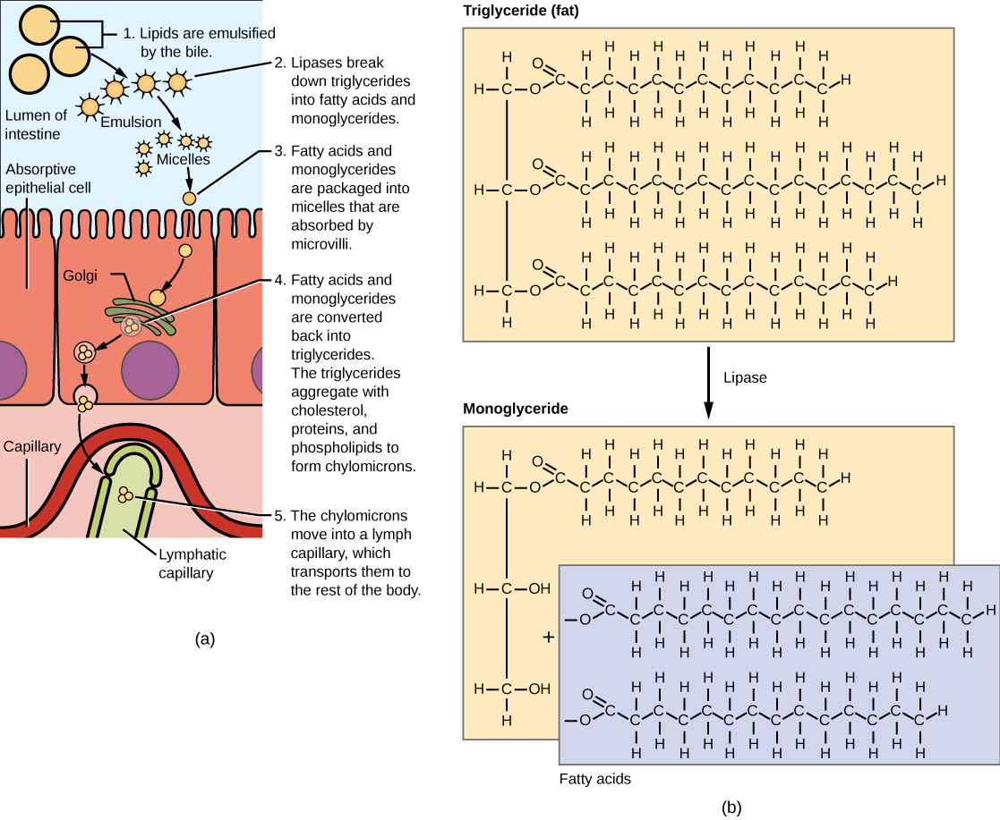 1. Lipids are emulsified
by the bile.
2. Lipases break
down triglycerides
into fatty acids and
monoglycerides.
Lumen of
intestine
Emulsion
Micelles
3. Fatty acids and
monoglycerides
are packaged into
micelles that are
absorbed by
microvilli.
Absorptive
epithelial cell
Golgi
4. Fatty acids and
monoglycerides
are converted
back into
triglycerides.
The triglycerides
aggregate with
cholesterol,
proteins, and
phospholipids to
form chylomicrons.
Capillary
5. The chylomicrons
move into a lymph
capillary, which
transports them to
the rest of the body.
Lymphatic
capillary
(a)
Triglyceride (fat)
H H H H H
H O H H H H H H
H C O C C C C C C C C C C C C
H H H H H H
H H H H H H H
O H H H H H H H H
H C O C C C C C C C C C C C C C C C C H
H H H H H H H H
H H H H H H H
H H H H H H
O H H H H H H H
H C O C C C C C C C C C C C C C C H
H H H H H H H
H H H H H H H
Lipase
Monoglyceride
H H H H H
H O H H H H H H
H C O C C C C C C C C C C C C
H H H H H H
H H H H H
H C OH
+
H C OH
H
H H H H H H H
O H H H H H H H H
O C C C C C C C C C C C C C C C C H
H H H H H H H
H H H H H H H H
H H H H H H
O H H H H H H H
O C C C C C C C C C C C C C C H
H H H H H H
H H H H H H H
Fatty acids
(b)